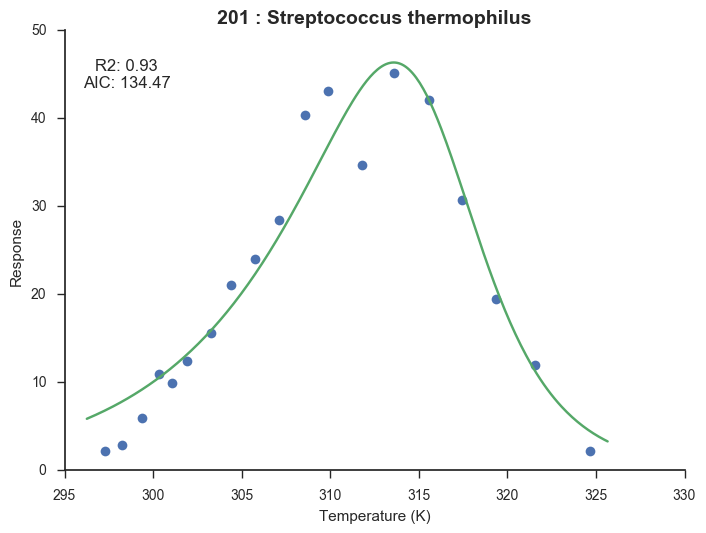 201 : Streptococcus thermophilus
R2: 0.93
AIC: 134.47
Response
50
40
30
20
10
0
295 300 305 310 315 320 325 330
Temperature (K)